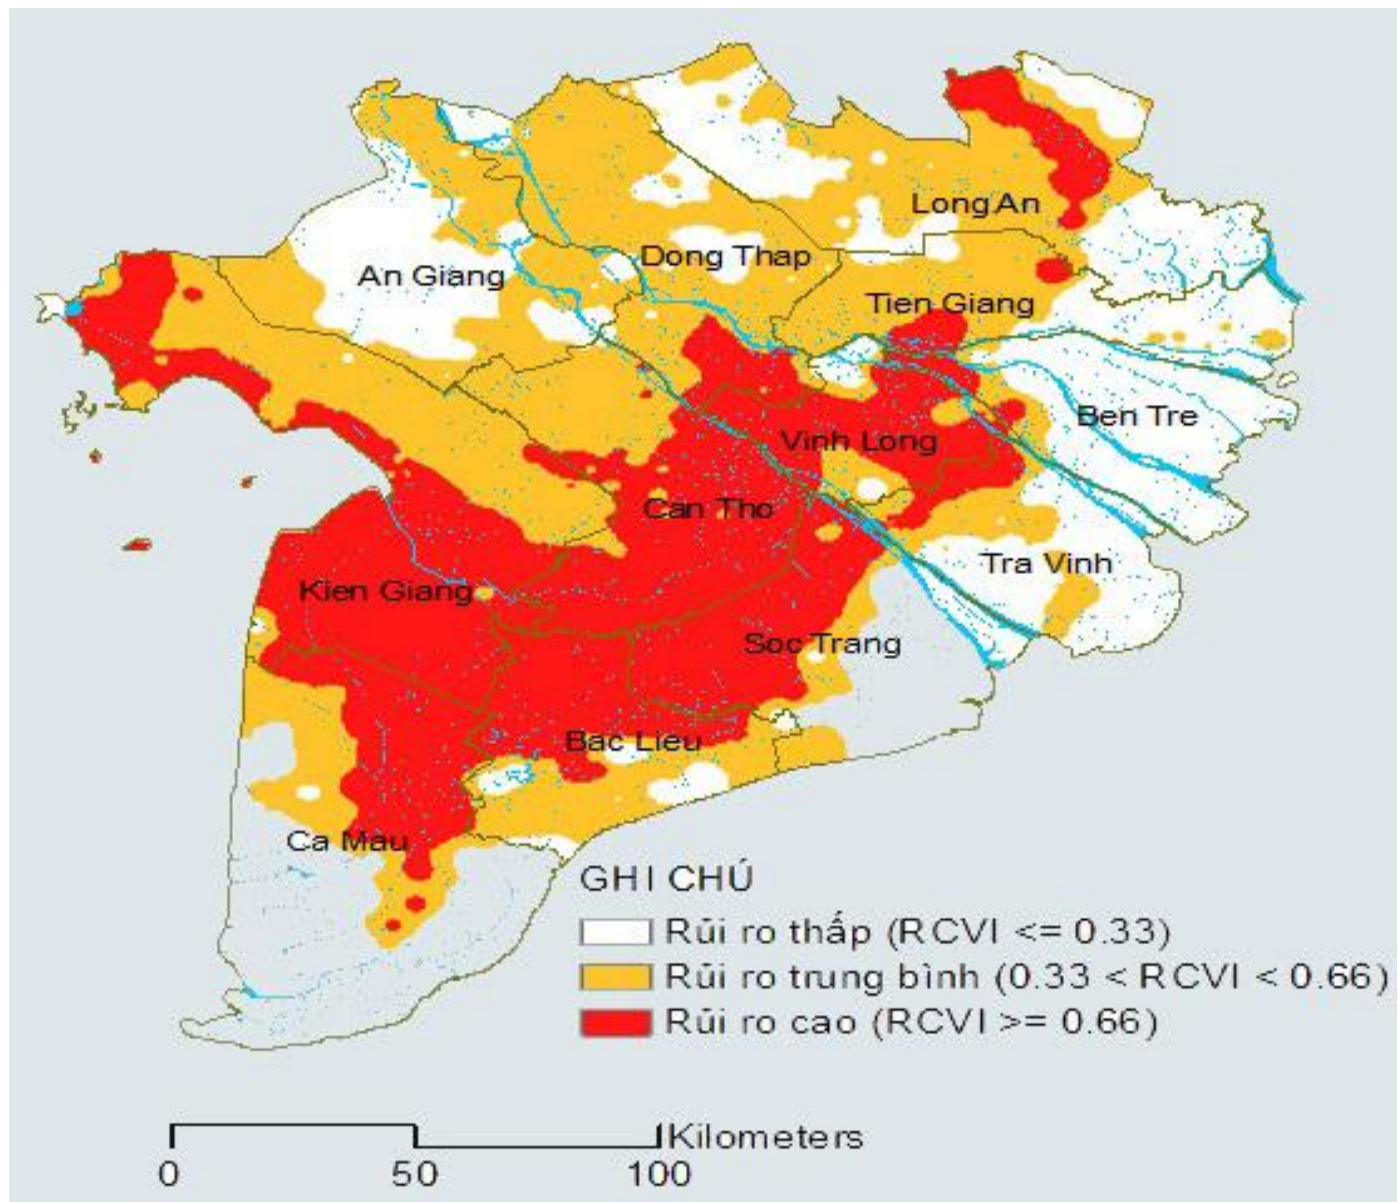 Long An
Dong Thap
An Giang
Tien Giang
Ben Tre
Vinh Long
Can Tho
Tra Vinh
Kien Giang
Soc Trang
Bac Lieu
Ca Mau
GHI CHÚ
Rủi ro thấp (RCVI <= 0.33)
Rủi ro trung bình (0.33 < RCVI < 0.66)
Rủi ro cao (RCVI >= 0.66)
Kilometers
0 50 100